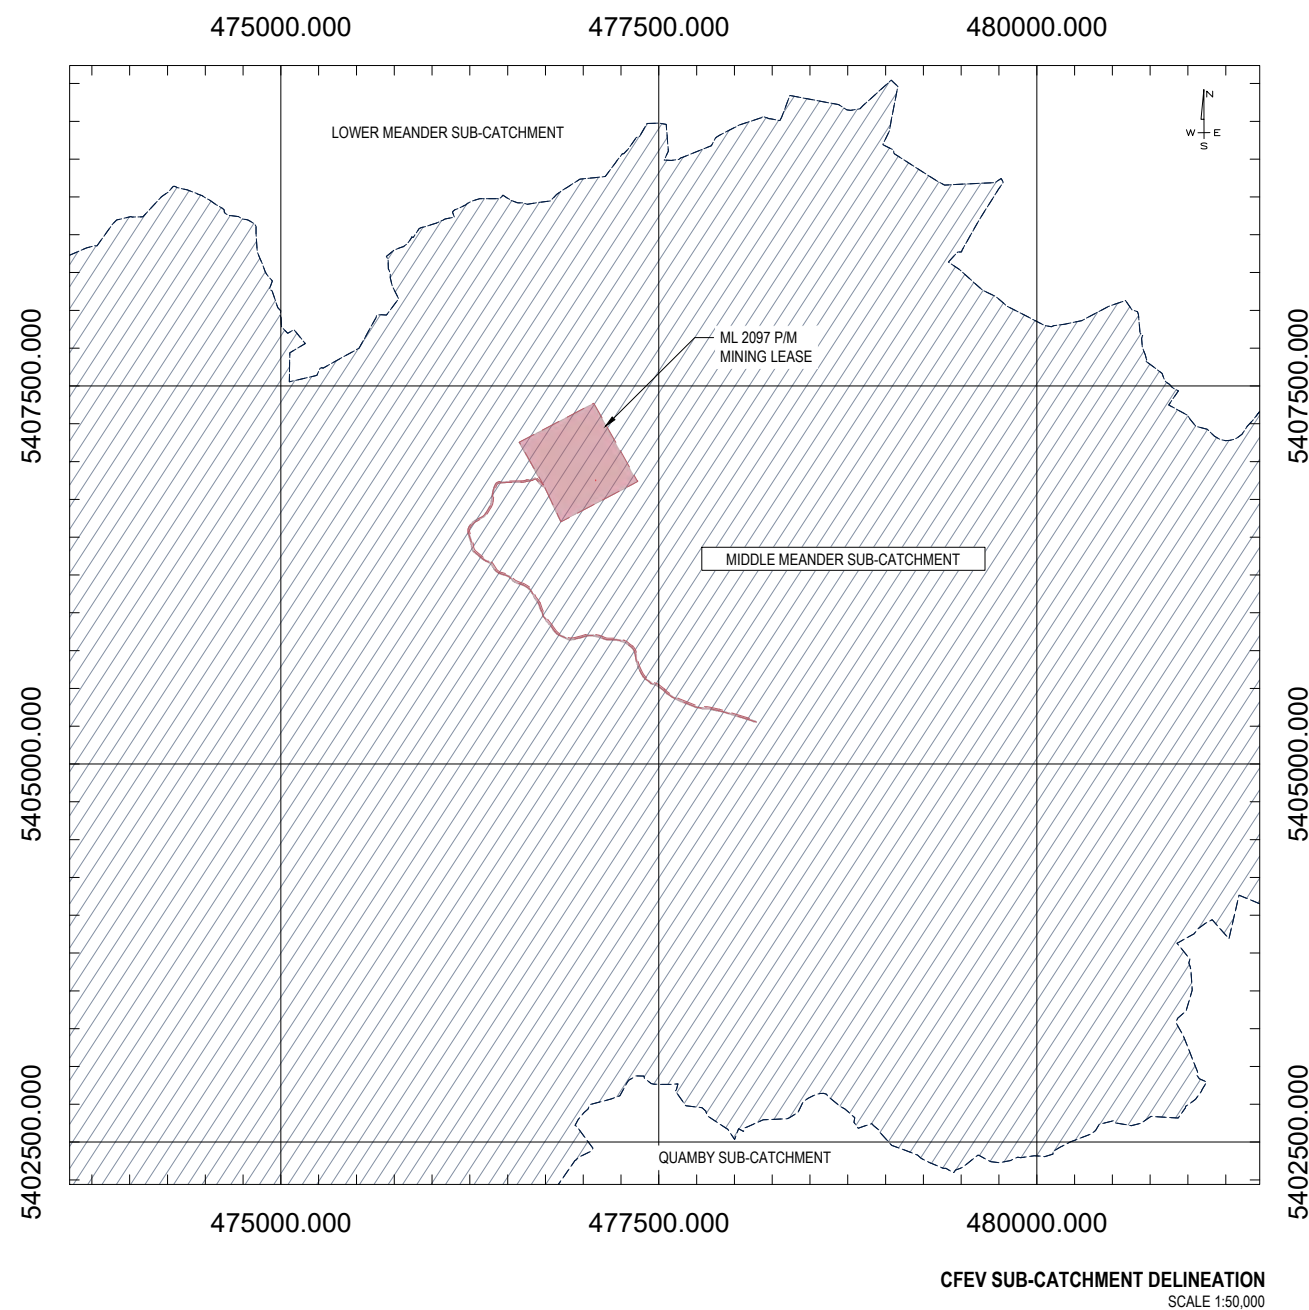 475000.000 477500.000 480000.000
N
W E
S
LOWER MEANDER SUB-CATCHMENT
ML 2097 P/M
MINING LEASE
5407500.000 5407500.000
MIDDLE MEANDER SUB-CATCHMENT
5405000.000 5405000.000
5402500.000 5402500.000
QUAMBY SUB-CATCHMENT
475000.000 477500.000 480000.000
CFEV SUB-CATCHMENT DELINEATION
SCALE 1:50,000